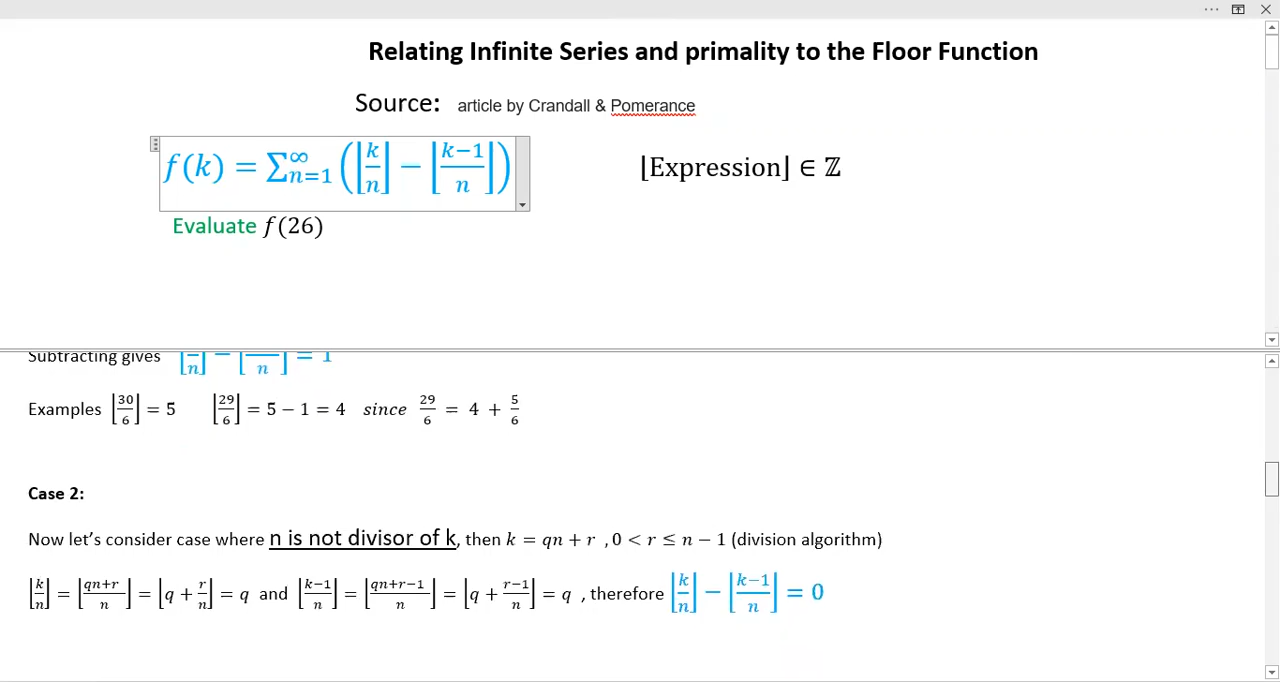 Relating Infinite Series and primality to the Floor Function
Source: article by Crandall & Pomerance
f(k) = ∑_{n=1}^{∞} (⌊k/n⌋ − ⌊(k−1)/n⌋)    ⌊Expression⌋ ∈ ℤ
Evaluate f(26)
Subtracting gives ⌊k/n⌋ − ⌊ /n⌋ = 1
Examples ⌊30/6⌋ = 5    ⌊29/6⌋ = 5 − 1 = 4 since 29/6 = 4 + 5/6
Case 2:
Now let's consider case where n is not divisor of k, then k = qn + r , 0 < r ≤ n − 1 (division algorithm)
⌊k/n⌋ = ⌊(qn+r)/n⌋ = ⌊q + r/n⌋ = q and ⌊(k−1)/n⌋ = ⌊(qn+r−1)/n⌋ = ⌊q + (r−1)/n⌋ = q , therefore ⌊k/n⌋ − ⌊(k−1)/n⌋ = 0